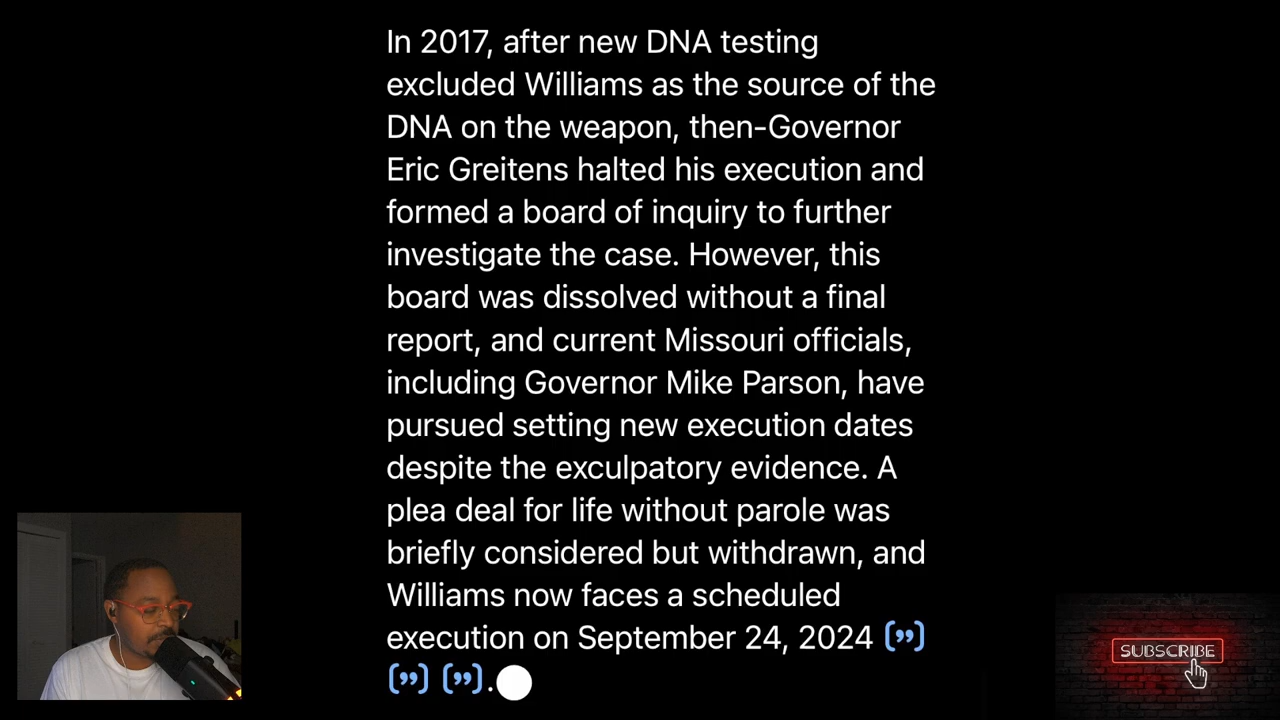 In 2017, after new DNA testing
excluded Williams as the source of the
DNA on the weapon, then-Governor
Eric Greitens halted his execution and
formed a board of inquiry to further
investigate the case. However, this
board was dissolved without a final
report, and current Missouri officials,
including Governor Mike Parson, have
pursued setting new execution dates
despite the exculpatory evidence. A
plea deal for life without parole was
briefly considered but withdrawn, and
Williams now faces a scheduled
execution on September 24, 2024 (”)
(”) (”).
SUBSCRIBE